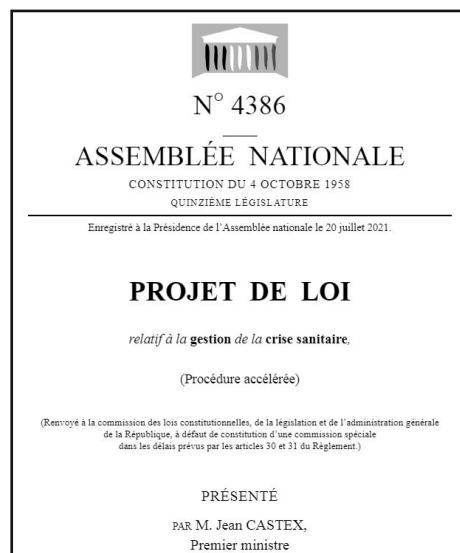 N° 4386
ASSEMBLÉE NATIONALE
CONSTITUTION DU 4 OCTOBRE 1958
QUINZIÈME LÉGISLATURE
Enregistré à la Présidence de l'Assemblée nationale le 20 juillet 2021.
PROJET DE LOI
relatif à la gestion de la crise sanitaire,
(Procédure accélérée)
(Renvoyé à la commission des lois constitutionnelles, de la législation et de l'administration générale
de la République, à défaut de constitution d'une commission spéciale
dans les délais prévus par les articles 30 et 31 du Règlement.)
PRÉSENTÉ
PAR M. Jean CASTEX,
Premier ministre